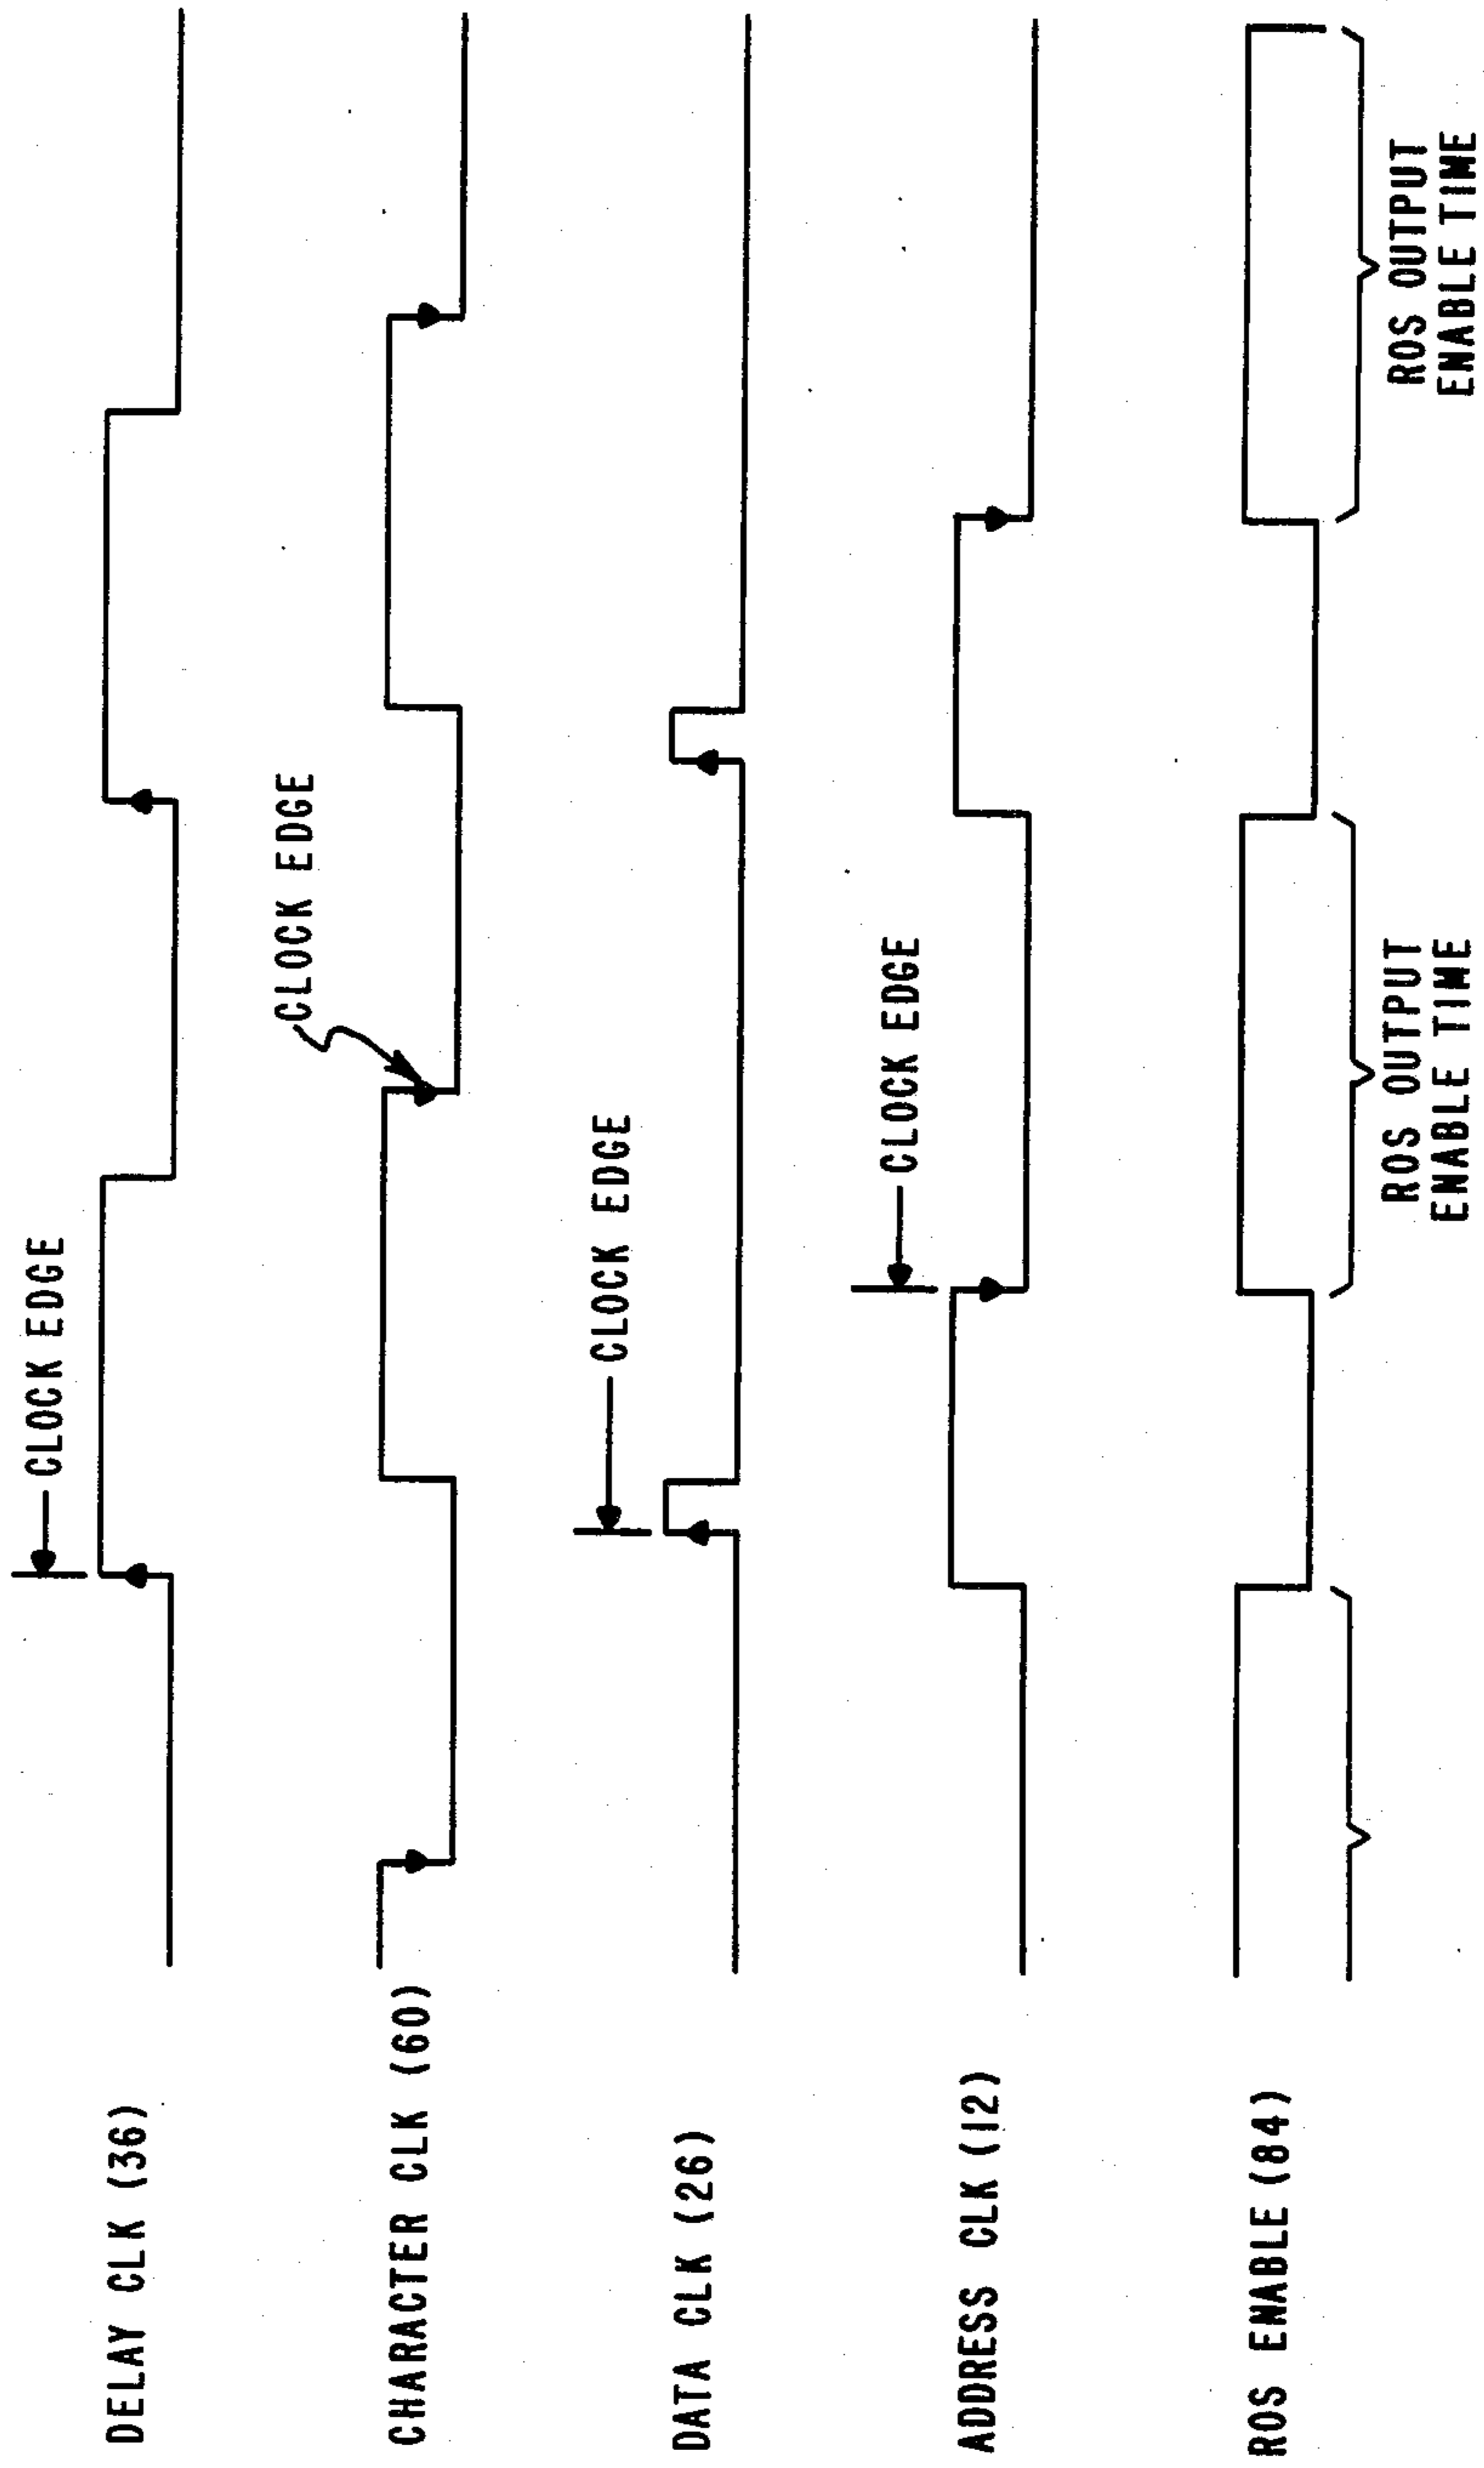 CLOCK EDGE
DELAY CLK (36)
CLOCK EDGE
CHARACTER CLK (60)
CLOCK EDGE
DATA CLK (26)
CLOCK EDGE
ADDRESS CLK (12)
ROS ENABLE (84)
ROS OUTPUT
ENABLE TIME
ROS OUTPUT
ENABLE TIME